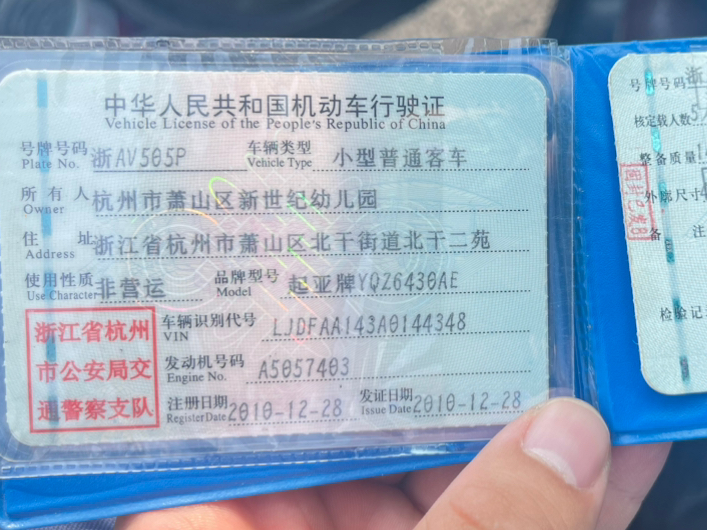 中华人民共和国机动车行驶证
Vehicle License of the People's Republic of China
号牌号码 浙AV505P 车辆类型 小型普通客车
Plate No. Vehicle Type
所有人 杭州市萧山区新世纪幼儿园
Owner
住址 浙江省杭州市萧山区北干街道北干二苑
Address
使用性质 非营运 品牌型号 起亚牌YQZ6430AE
Use Character Model
车辆识别代号 LJDFAA143A0144348
VIN
发动机号码 A5057403
Engine No.
注册日期 2010-12-28 发证日期 2010-12-28
Register Date Issue Date
浙江省杭州
市公安局交
通警察支队
号牌号码 浙
核定载人数
整备质量
外廓尺寸
备注
检验记